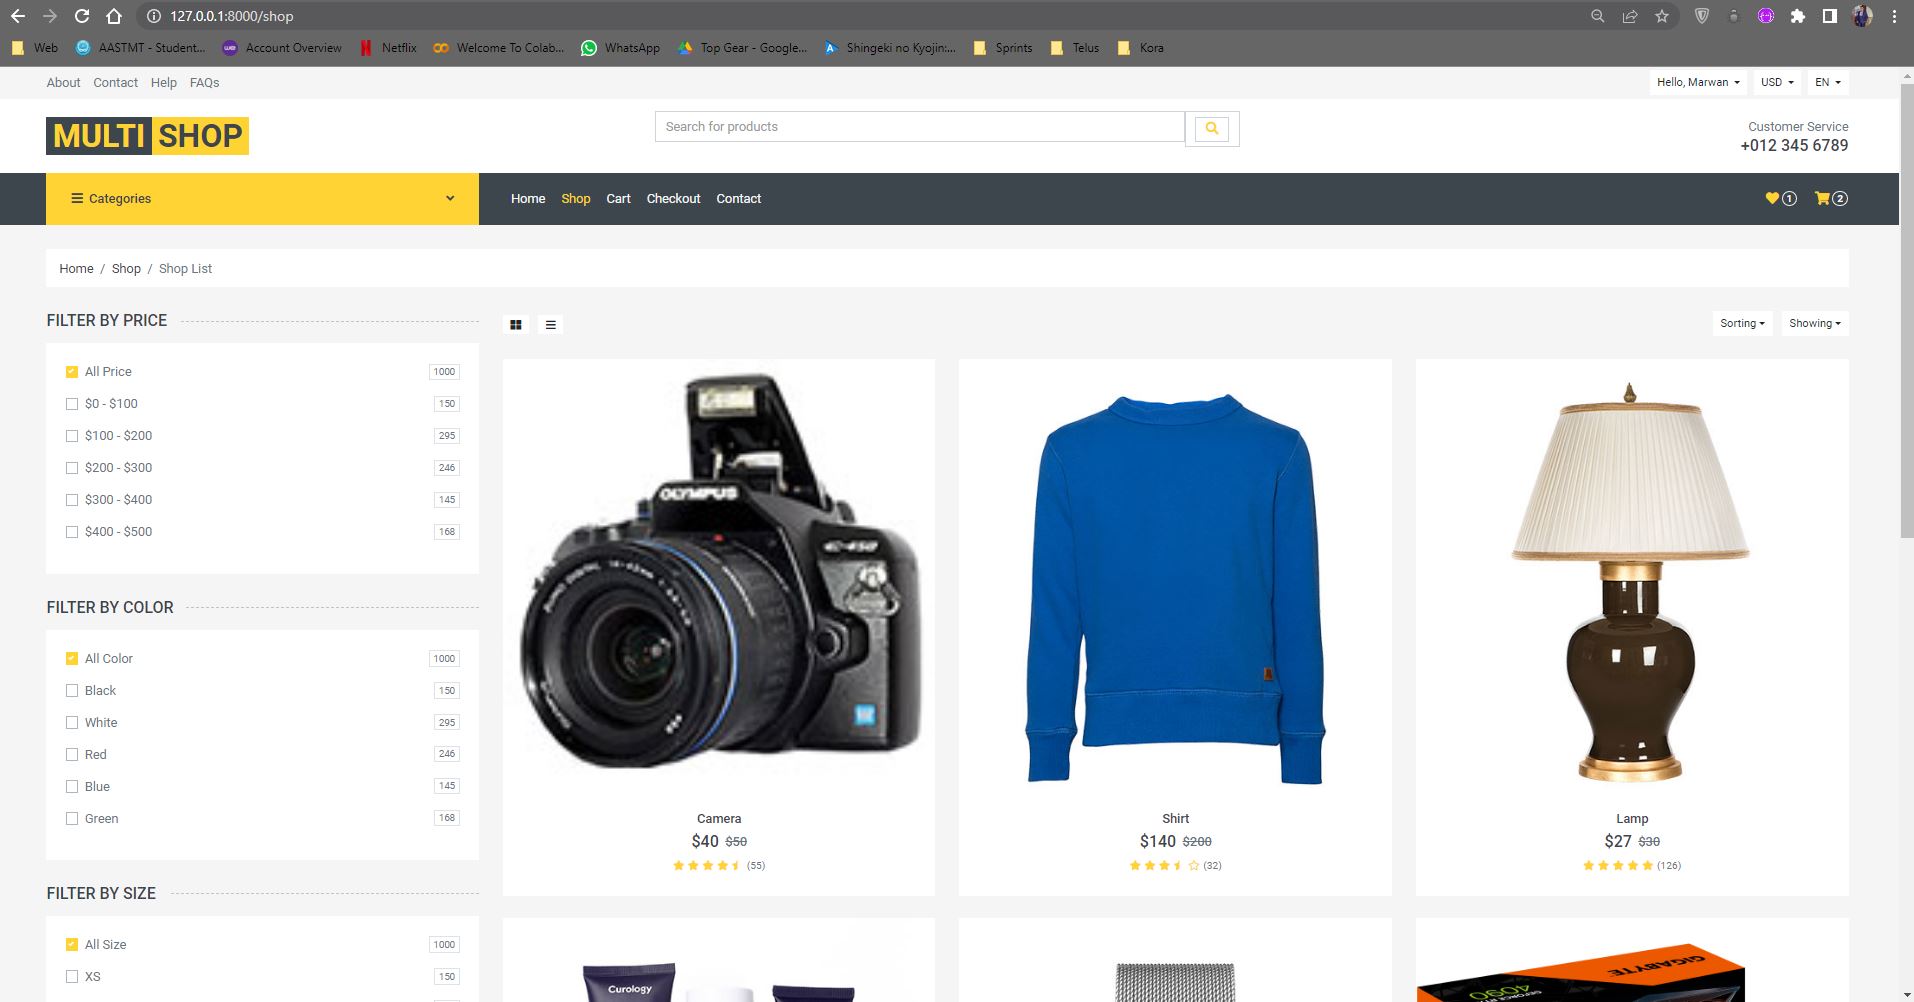 127.0.0.1:8000/shop
Web AASTMT - Student... Account Overview Netflix Welcome To Colab... WhatsApp Top Gear - Google... Shingeki no Kyojin:... Sprints Telus Kora
About Contact Help FAQs Hello, Marwan USD EN
MULTI SHOP
Search for products
Customer Service
+012 345 6789
Categories
Home Shop Cart Checkout Contact 1 2
Home / Shop / Shop List
FILTER BY PRICE
All Price 1000
$0 - $100 150
$100 - $200 295
$200 - $300 246
$300 - $400 145
$400 - $500 168
FILTER BY COLOR
All Color 1000
Black 150
White 295
Red 246
Blue 145
Green 168
FILTER BY SIZE
All Size 1000
XS 150
Sorting Showing
OLYMPUS
Camera
$40 $50
(55)
Shirt
$140 $200
(32)
Lamp
$27 $30
(126)
Curology
GIGABYTE
4090